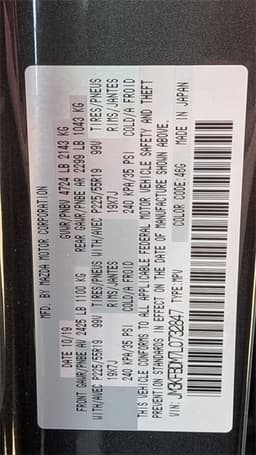 MFD. BY MAZDA MOTOR CORPORATION
DATE 10/19 GVWR/PNBV 4724 LB 2143 KG
FRONT GAWR/PNBE AV 2425 LB 1100 KG REAR GAWR/PNBE AR 2299 LB 1043 KG
WITH/AVEC P225/55R19 99V TIRES/PNEUS WITH/AVEC P225/55R19 99V TIRES/PNEUS
19X7J RIMS/JANTES 19X7J RIMS/JANTES
240 KPA/35 PSI COLD/A FROID 240 KPA/35 PSI COLD/A FROID
THIS VEHICLE CONFORMS TO ALL APPLICABLE FEDERAL MOTOR VEHICLE SAFETY AND THEFT
PREVENTION STANDARDS IN EFFECT ON THE DATE OF MANUFACTURE SHOWN ABOVE.
VIN: JM3KFBDM7L0732847 TYPE:MPV COLOR CODE:46G MADE IN JAPAN